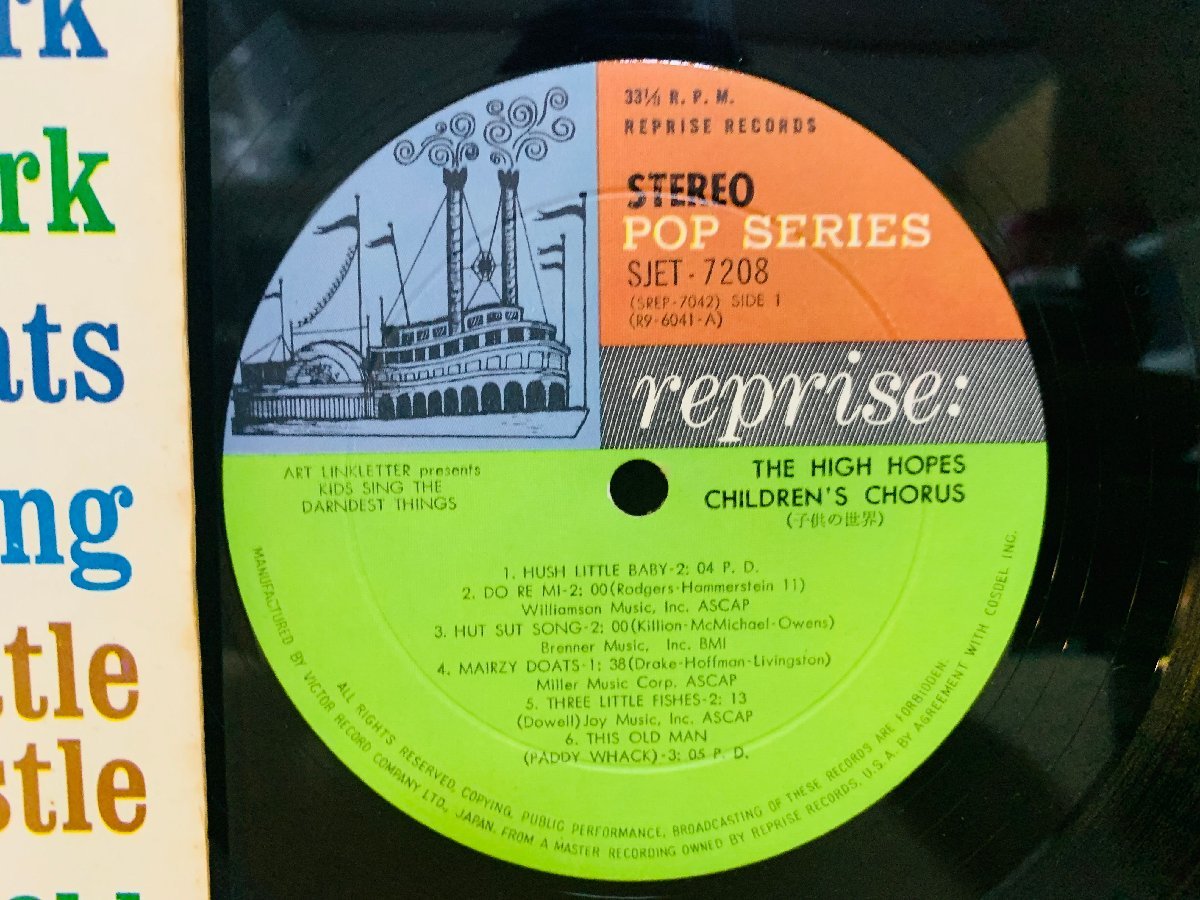 rk
rk
ats
ng
ttle
stle
33 1/3 R. P. M.
REPRISE RECORDS
STEREO
POP SERIES
SJET-7208
(SREP-7042) SIDE 1
(R9-6041-A)
reprise:
ART LINKLETTER presents
KIDS SING THE
DARNDEST THINGS
THE HIGH HOPES
CHILDREN'S CHORUS
(子供の世界)
1. HUSH LITTLE BABY-2: 04 P. D.
2. DO RE MI-2: 00(Rodgers-Hammerstein 11)
Williamson Music, Inc. ASCAP
3. HUT SUT SONG-2: 00(Killion-McMichael-Owens)
Brenner Music, Inc. BMI
4. MAIRZY DOATS-1: 38(Drake-Hoffman-Livingston)
Miller Music Corp. ASCAP
5. THREE LITTLE FISHES-2: 13
(Dowell)Joy Music, Inc. ASCAP
6. THIS OLD MAN
(PADDY WHACK)-3: 05 P. D.
ALL RIGHTS RESERVED. COPYING, PUBLIC PERFORMANCE, BROADCASTING OF THESE RECORDS ARE FORBIDDEN.
MANUFACTURED BY VICTOR RECORD COMPANY LTD., JAPAN, FROM A MASTER RECORDING OWNED BY REPRISE RECORDS, U.S.A. BY AGREEMENT WITH COSDEL INC.